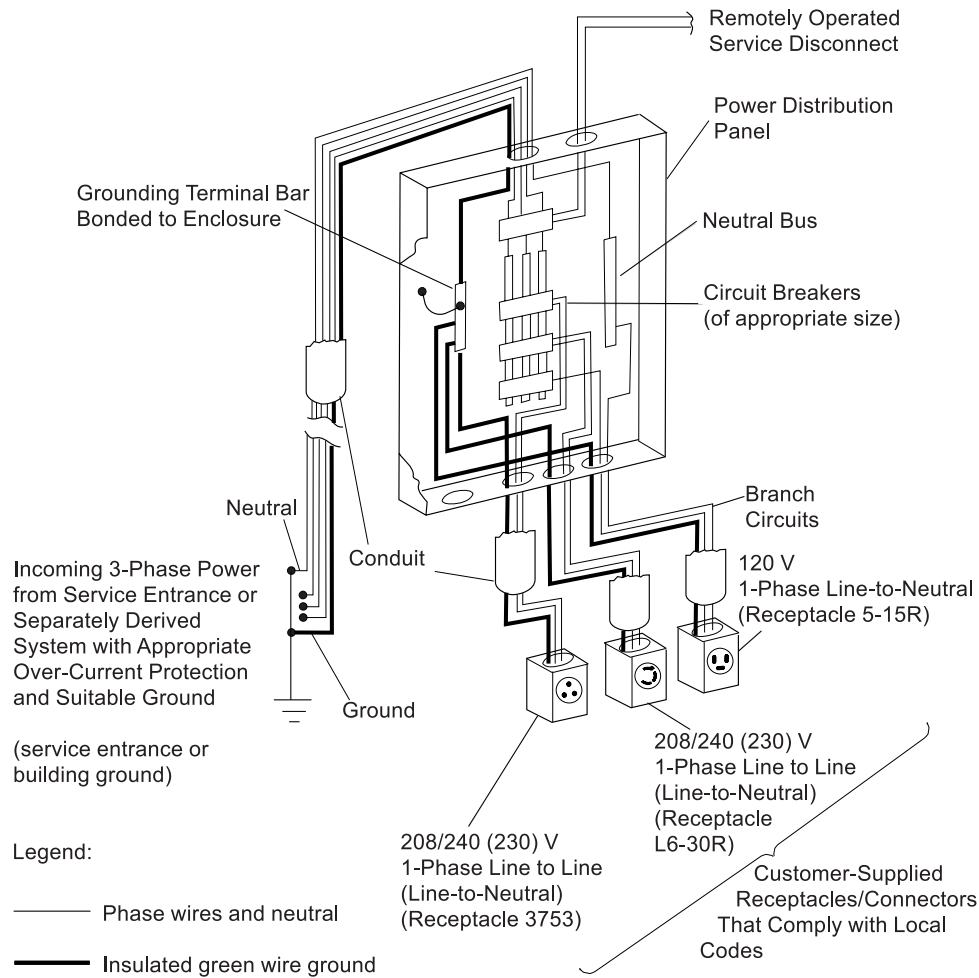 Remotely Operated
Service Disconnect
Power Distribution
Panel
Grounding Terminal Bar
Bonded to Enclosure
Neutral Bus
Circuit Breakers
(of appropriate size)
Branch
Circuits
Neutral
Conduit
120 V
1-Phase Line-to-Neutral
(Receptacle 5-15R)
Incoming 3-Phase Power
from Service Entrance or
Separately Derived
System with Appropriate
Over-Current Protection
and Suitable Ground
Ground
(service entrance or
building ground)
208/240 (230) V
1-Phase Line to Line
(Line-to-Neutral)
(Receptacle
L6-30R)
208/240 (230) V
1-Phase Line to Line
(Line-to-Neutral)
(Receptacle 3753)
Customer-Supplied
Receptacles/Connectors
That Comply with Local
Codes
Legend:
Phase wires and neutral
Insulated green wire ground